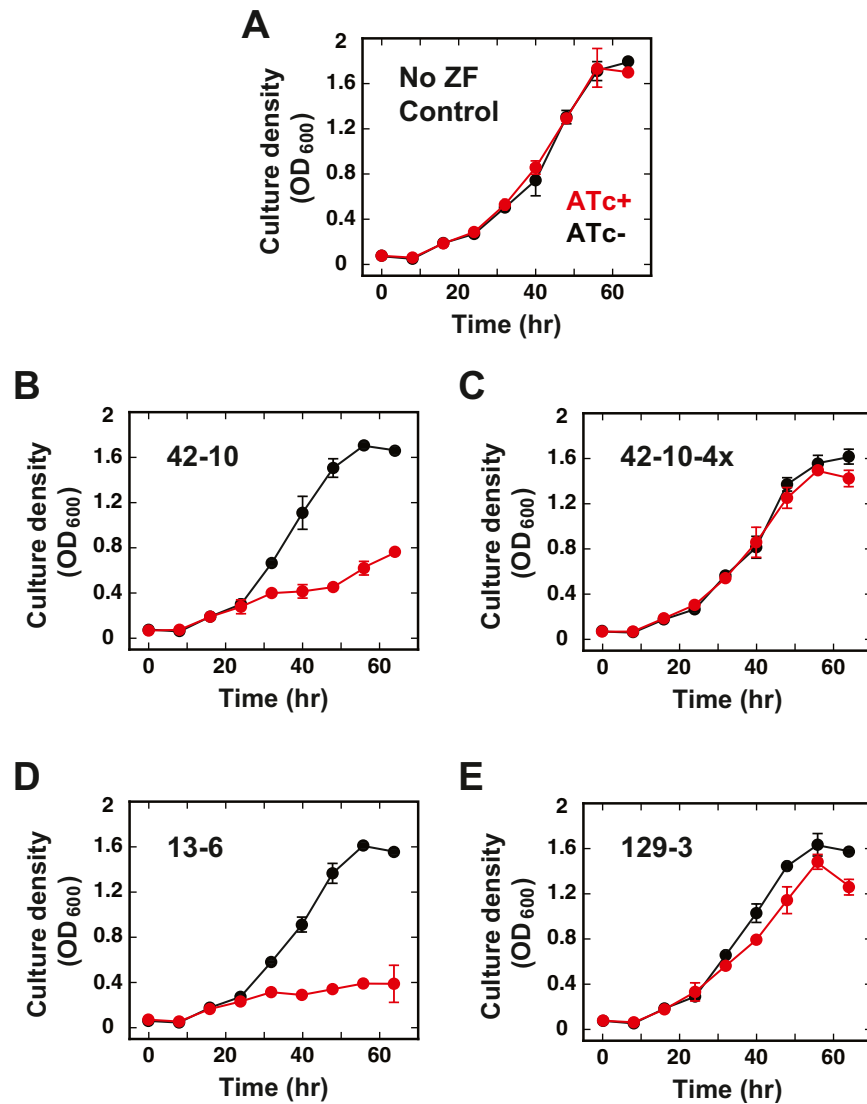 A
Culture density
(OD600)
2
1.6
1.2
0.8
0.4
0
No ZF
Control
ATc+
ATc-
0
20
40
60
Time (hr)
B
Culture density
(OD600)
2
1.6
1.2
0.8
0.4
0
42-10
0
20
40
60
Time (hr)
C
Culture density
(OD600)
2
1.6
1.2
0.8
0.4
0
42-10-4x
0
20
40
60
Time (hr)
D
Culture density
(OD600)
2
1.6
1.2
0.8
0.4
0
13-6
0
20
40
60
Time (hr)
E
Culture density
(OD600)
2
1.6
1.2
0.8
0.4
0
129-3
0
20
40
60
Time (hr)